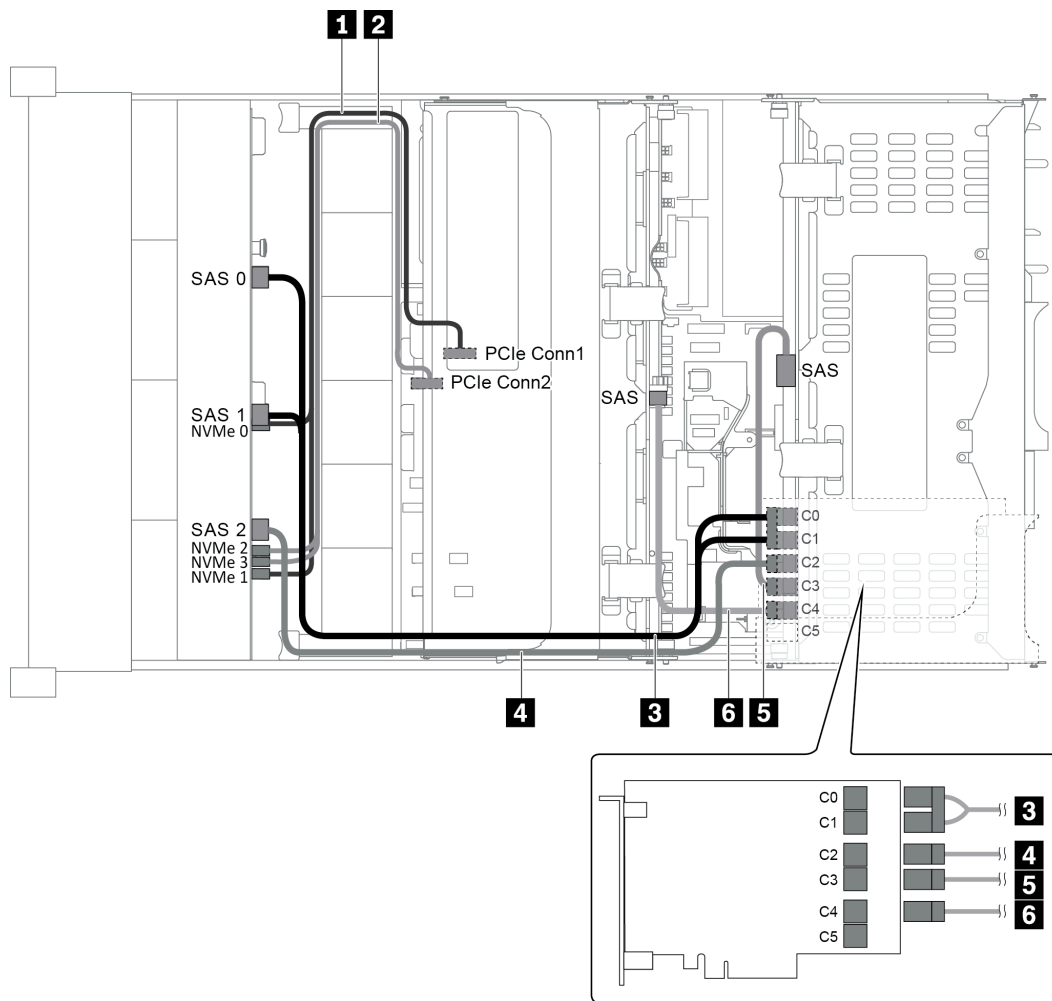 1 2
SAS 0
PCIe Conn1
SAS
PCIe Conn2
SAS
SAS 1
NVMe 0
C0
SAS 2
C1
NVMe 2
C2
NVMe 3
NVMe 1
C3
C4
C5
4 3 6 5
C0
C1
3
C2
4
C3
5
C4
6
C5